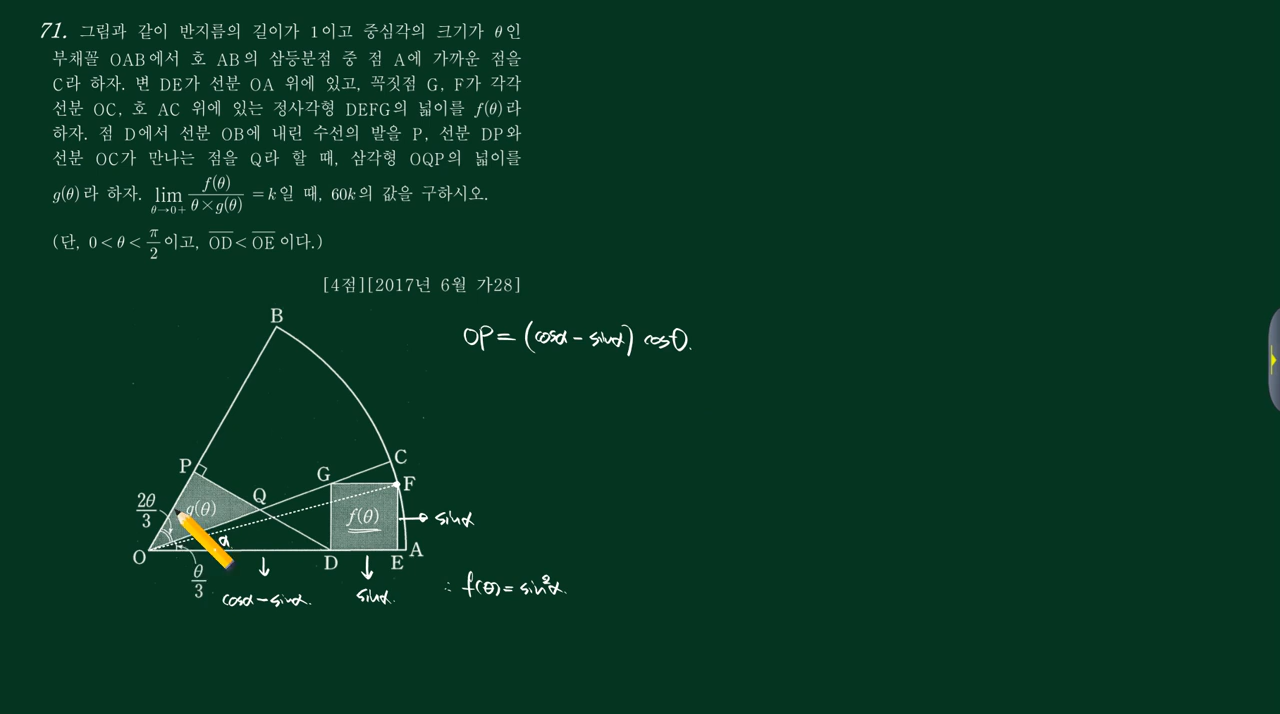 71. 그림과 같이 반지름의 길이가 1이고 중심각의 크기가 θ인
부채꼴 OAB에서 호 AB의 삼등분점 중 점 A에 가까운 점을
C라 하자. 변 DE가 선분 OA 위에 있고, 꼭짓점 G, F가 각각
선분 OC, 호 AC 위에 있는 정사각형 DEFG의 넓이를 f(θ)라
하자. 점 D에서 선분 OB에 내린 수선의 발을 P, 선분 DP와
선분 OC가 만나는 점을 Q라 할 때, 삼각형 OQP의 넓이를
g(θ)라 하자. lim θ→0+ f(θ)/θ×g(θ) = k일 때, 60k의 값을 구하시오.
(단, 0<θ<π/2이고, OD<OE이다.)
[4점][2017년 6월 가28]
B
OP = (cosα - sinα) cosθ.
P
C
G
F
Q
2θ/3
g(θ)
f(θ)
sinα
α
O
D
E
A
θ/3
cosα - sinα.
sinα.
∴ f(θ) = sin²α.